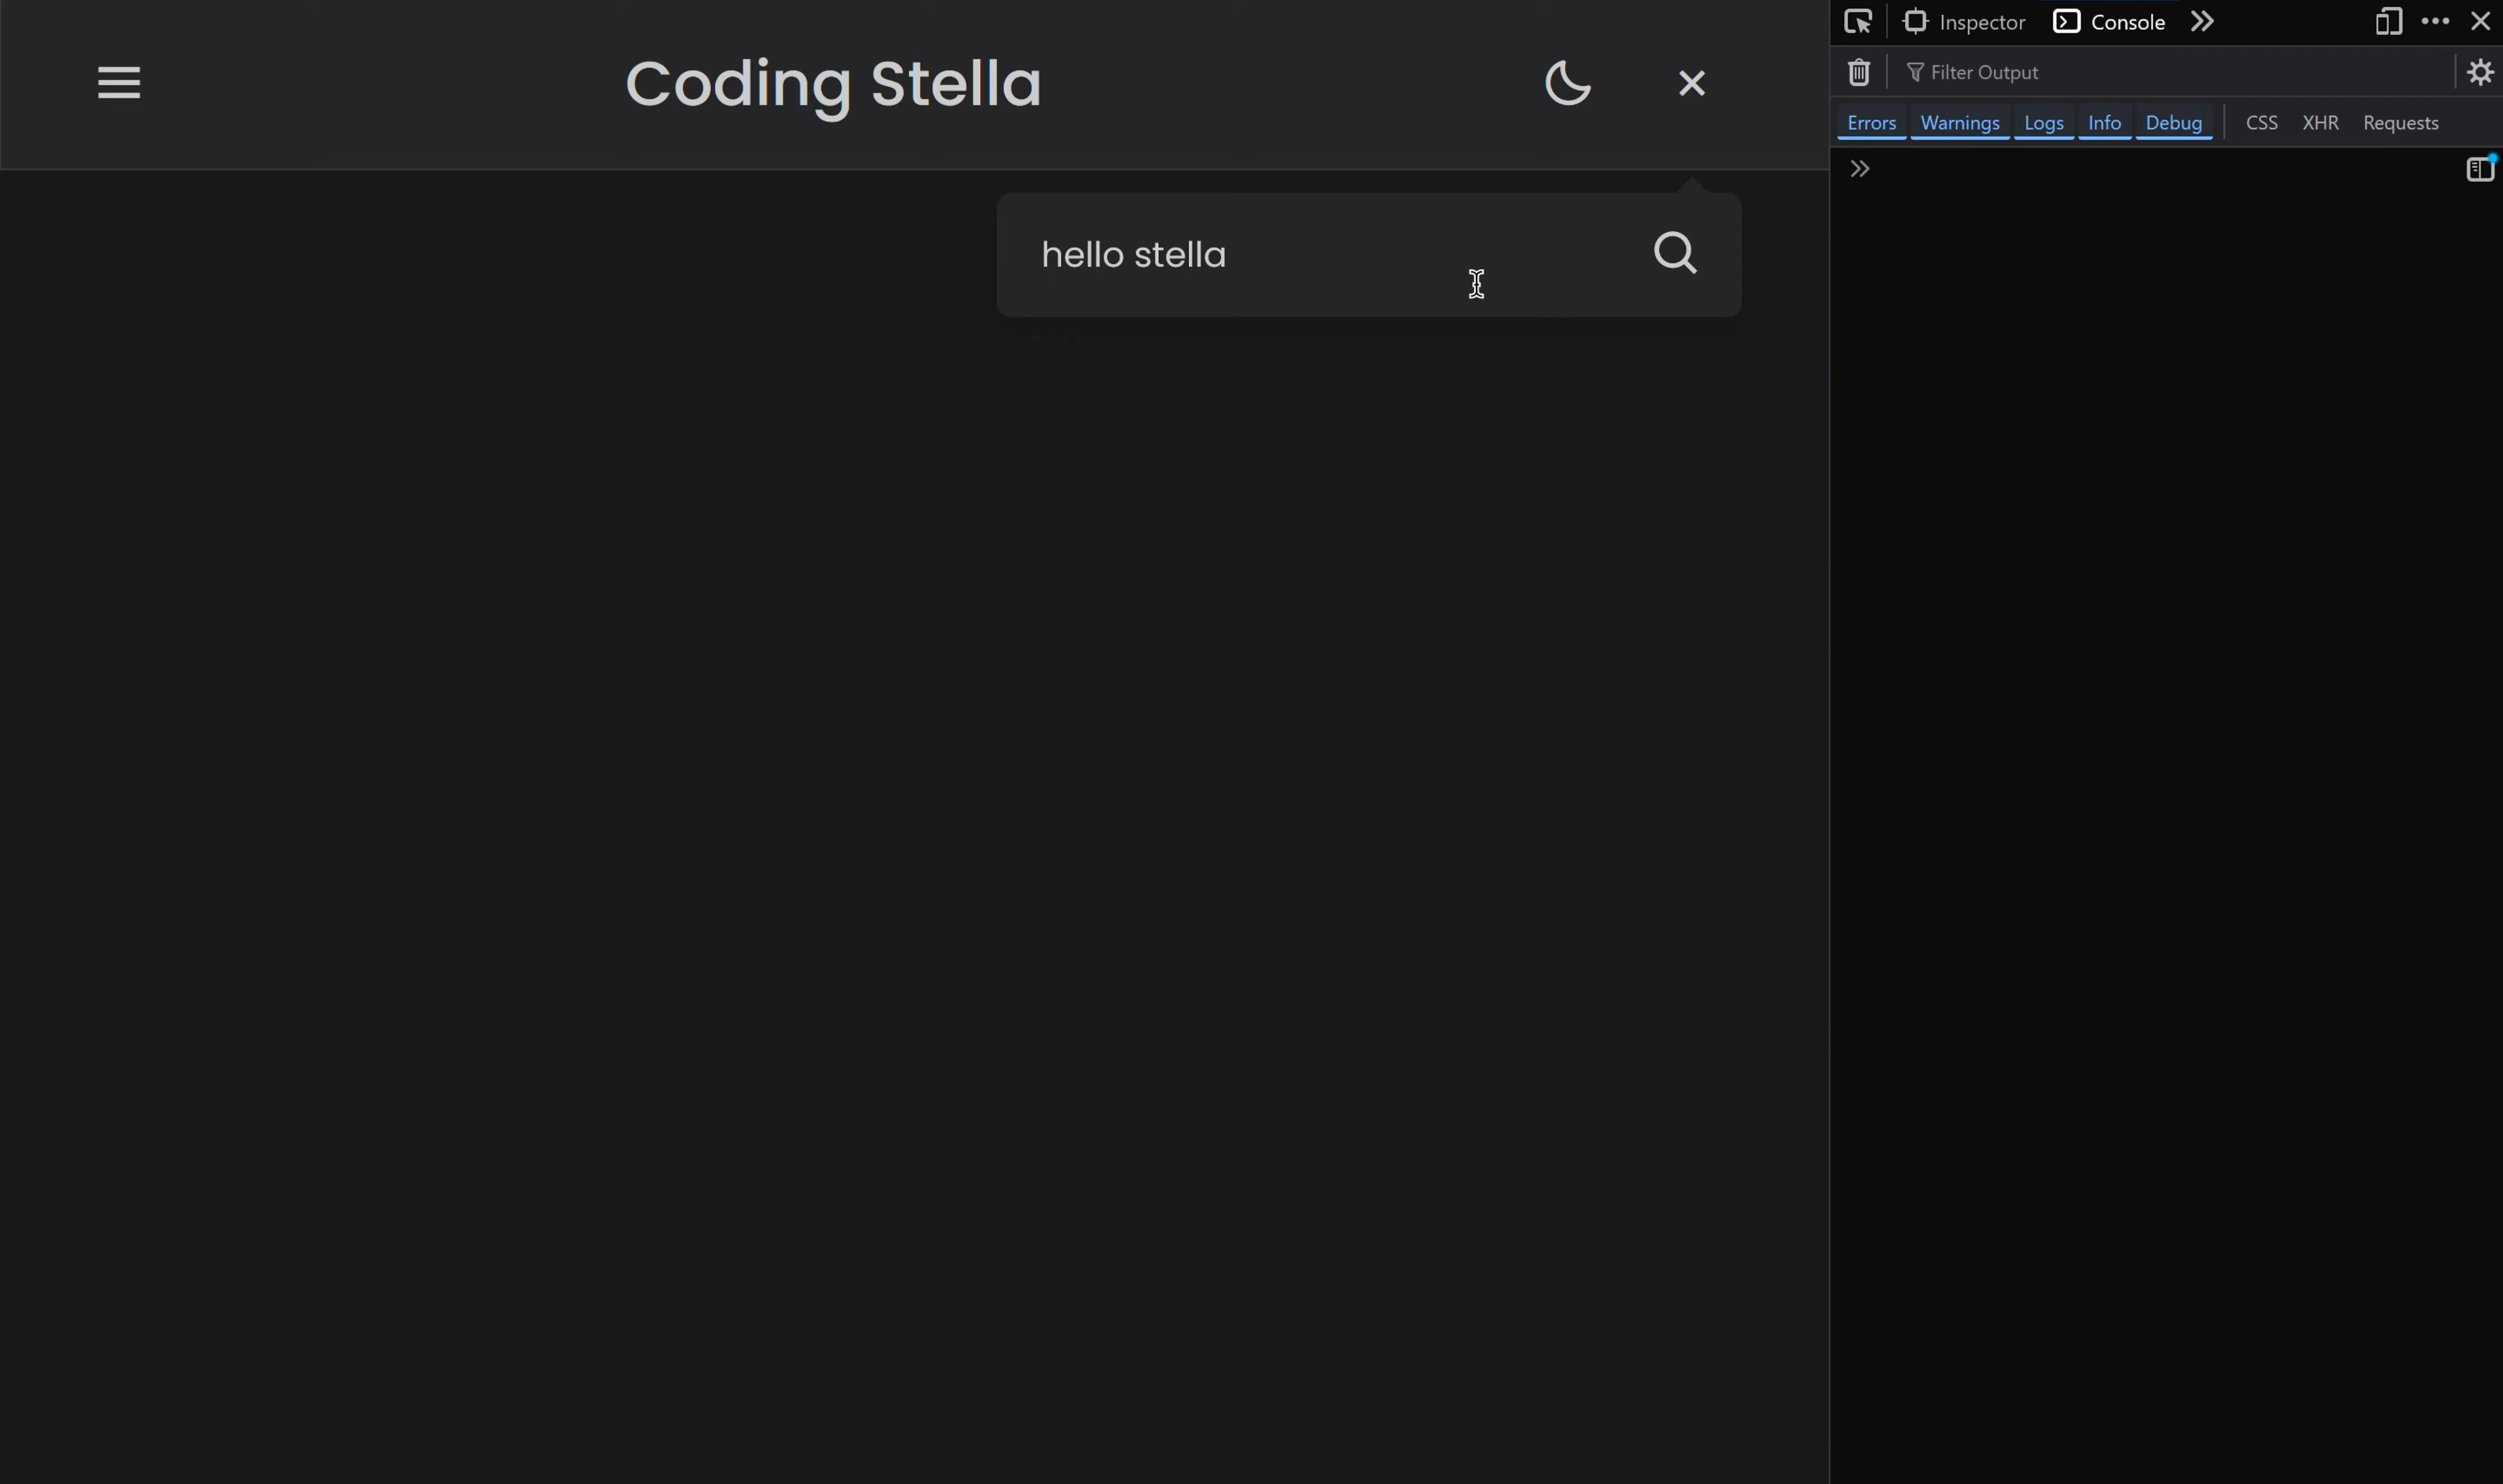 Coding Stella
hello stella
Inspector Console
Filter Output
Errors Warnings Logs Info Debug CSS XHR Requests